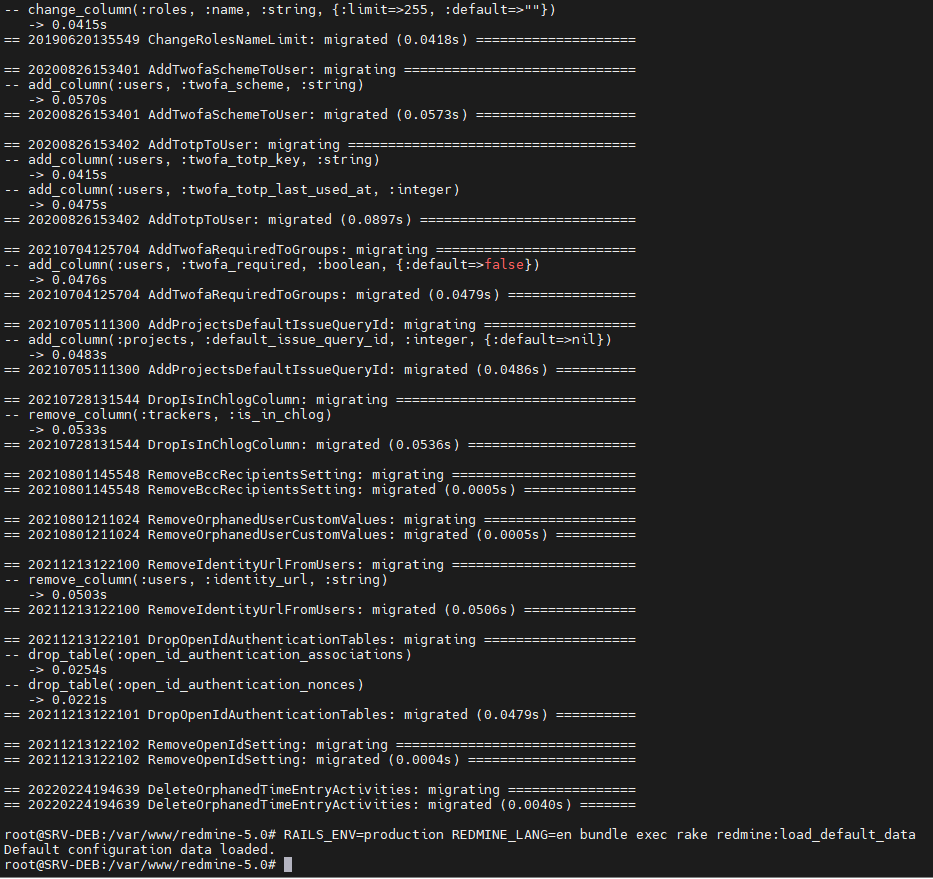 -- change_column(:roles, :name, :string, {:limit=>255, :default=>""})
   -> 0.0415s
== 20190620135549 ChangeRolesNameLimit: migrated (0.0418s) ====================

== 20200826153401 AddTwofaSchemeToUser: migrating =============================
-- add_column(:users, :twofa_scheme, :string)
   -> 0.0570s
== 20200826153401 AddTwofaSchemeToUser: migrated (0.0573s) ====================

== 20200826153402 AddTotpToUser: migrating ====================================
-- add_column(:users, :twofa_totp_key, :string)
   -> 0.0415s
-- add_column(:users, :twofa_totp_last_used_at, :integer)
   -> 0.0475s
== 20200826153402 AddTotpToUser: migrated (0.0897s) ===========================

== 20210704125704 AddTwofaRequiredToGroups: migrating =========================
-- add_column(:users, :twofa_required, :boolean, {:default=>false})
   -> 0.0476s
== 20210704125704 AddTwofaRequiredToGroups: migrated (0.0479s) ================

== 20210705111300 AddProjectsDefaultIssueQueryId: migrating ===================
-- add_column(:projects, :default_issue_query_id, :integer, {:default=>nil})
   -> 0.0483s
== 20210705111300 AddProjectsDefaultIssueQueryId: migrated (0.0486s) ==========

== 20210728131544 DropIsInChlogColumn: migrating ==============================
-- remove_column(:trackers, :is_in_chlog)
   -> 0.0533s
== 20210728131544 DropIsInChlogColumn: migrated (0.0536s) =====================

== 20210801145548 RemoveBccRecipientsSetting: migrating =======================
== 20210801145548 RemoveBccRecipientsSetting: migrated (0.0005s) ==============

== 20210801211024 RemoveOrphanedUserCustomValues: migrating ===================
== 20210801211024 RemoveOrphanedUserCustomValues: migrated (0.0005s) ==========

== 20211213122100 RemoveIdentityUrlFromUsers: migrating =======================
-- remove_column(:users, :identity_url, :string)
   -> 0.0503s
== 20211213122100 RemoveIdentityUrlFromUsers: migrated (0.0506s) ==============

== 20211213122101 DropOpenIdAuthenticationTables: migrating ===================
-- drop_table(:open_id_authentication_associations)
   -> 0.0254s
-- drop_table(:open_id_authentication_nonces)
   -> 0.0221s
== 20211213122101 DropOpenIdAuthenticationTables: migrated (0.0479s) ==========

== 20211213122102 RemoveOpenIdSetting: migrating ==============================
== 20211213122102 RemoveOpenIdSetting: migrated (0.0004s) =====================

== 20220224194639 DeleteOrphanedTimeEntryActivities: migrating ================
== 20220224194639 DeleteOrphanedTimeEntryActivities: migrated (0.0040s) =======

root@SRV-DEB:/var/www/redmine-5.0# RAILS_ENV=production REDMINE_LANG=en bundle exec rake redmine:load_default_data
Default configuration data loaded.
root@SRV-DEB:/var/www/redmine-5.0#